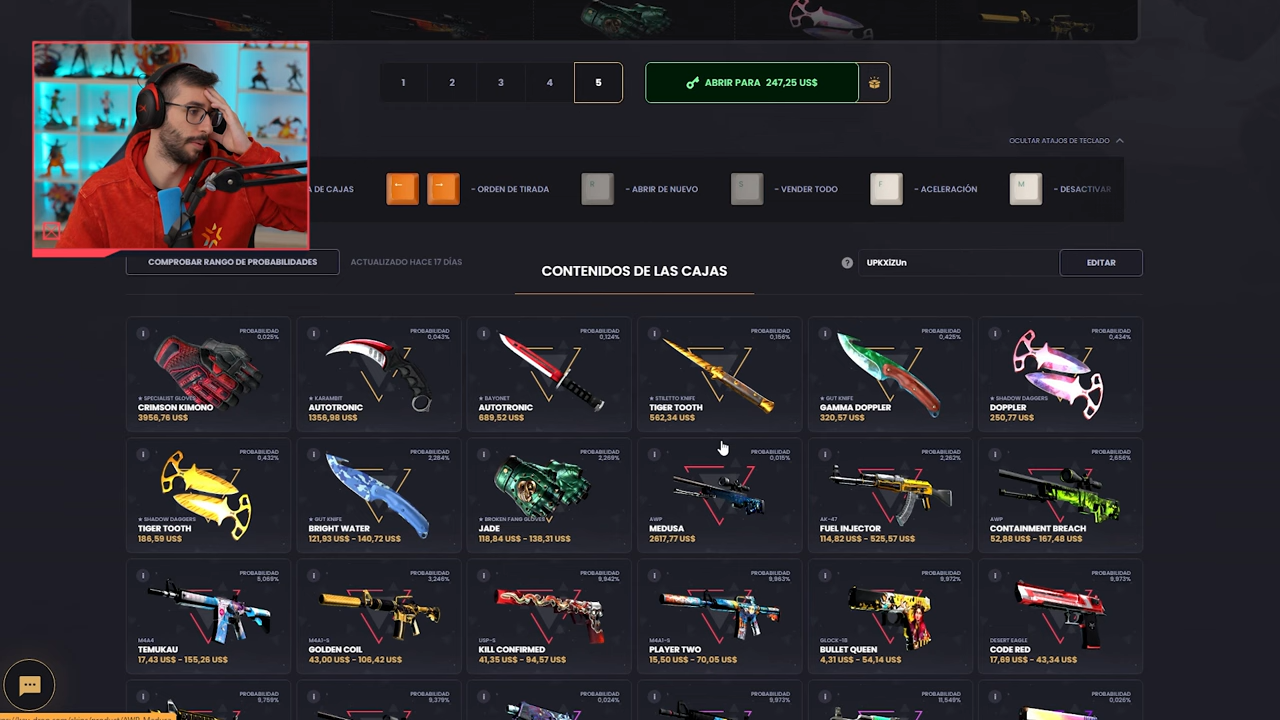 1 2 3 4 5
ABRIR PARA 247,25 US$
OCULTAR ATAJOS DE TECLADO
A DE CAJAS
← → - ORDEN DE TIRADA
R - ABRIR DE NUEVO
S - VENDER TODO
F - ACELERACIÓN
M - DESACTIVAR
COMPROBAR RANGO DE PROBABILIDADES
ACTUALIZADO HACE 17 DÍAS
CONTENIDOS DE LAS CAJAS
?
EDITAR
PROBABILIDAD
0,025%
★ SPECIALIST GLOVES
CRIMSON KIMONO
3956,76 US$
PROBABILIDAD
0,043%
★ KARAMBIT
AUTOTRONIC
1356,98 US$
PROBABILIDAD
0,124%
★ BAYONET
AUTOTRONIC
689,52 US$
PROBABILIDAD
0,156%
★ STILETTO KNIFE
TIGER TOOTH
562,34 US$
PROBABILIDAD
0,425%
★ GUT KNIFE
GAMMA DOPPLER
320,57 US$
PROBABILIDAD
0,434%
★ SHADOW DAGGERS
DOPPLER
250,77 US$
PROBABILIDAD
0,432%
★ SHADOW DAGGERS
TIGER TOOTH
186,59 US$
PROBABILIDAD
2,264%
★ GUT KNIFE
BRIGHT WATER
121,93 US$ - 140,72 US$
PROBABILIDAD
2,269%
★ BROKEN FANG GLOVES
JADE
118,84 US$ - 138,31 US$
PROBABILIDAD
0,015%
AWP
MEDUSA
2617,77 US$
PROBABILIDAD
2,262%
AK-47
FUEL INJECTOR
114,82 US$ - 525,57 US$
PROBABILIDAD
2,656%
AWP
CONTAINMENT BREACH
52,88 US$ - 167,48 US$
PROBABILIDAD
5,069%
M4A4
TEMUKAU
17,43 US$ - 155,26 US$
PROBABILIDAD
2,246%
M4A1-S
GOLDEN COIL
43,00 US$ - 106,42 US$
PROBABILIDAD
9,942%
USP-S
KILL CONFIRMED
41,35 US$ - 94,57 US$
PROBABILIDAD
9,963%
M4A1-S
PLAYER TWO
15,50 US$ - 70,05 US$
PROBABILIDAD
9,972%
GLOCK-18
BULLET QUEEN
4,31 US$ - 54,14 US$
PROBABILIDAD
9,973%
DESERT EAGLE
CODE RED
17,69 US$ - 43,34 US$
PROBABILIDAD
9,759%
PROBABILIDAD
9,379%
PROBABILIDAD
0,024%
PROBABILIDAD
9,973%
PROBABILIDAD
11,549%
PROBABILIDAD
0,026%